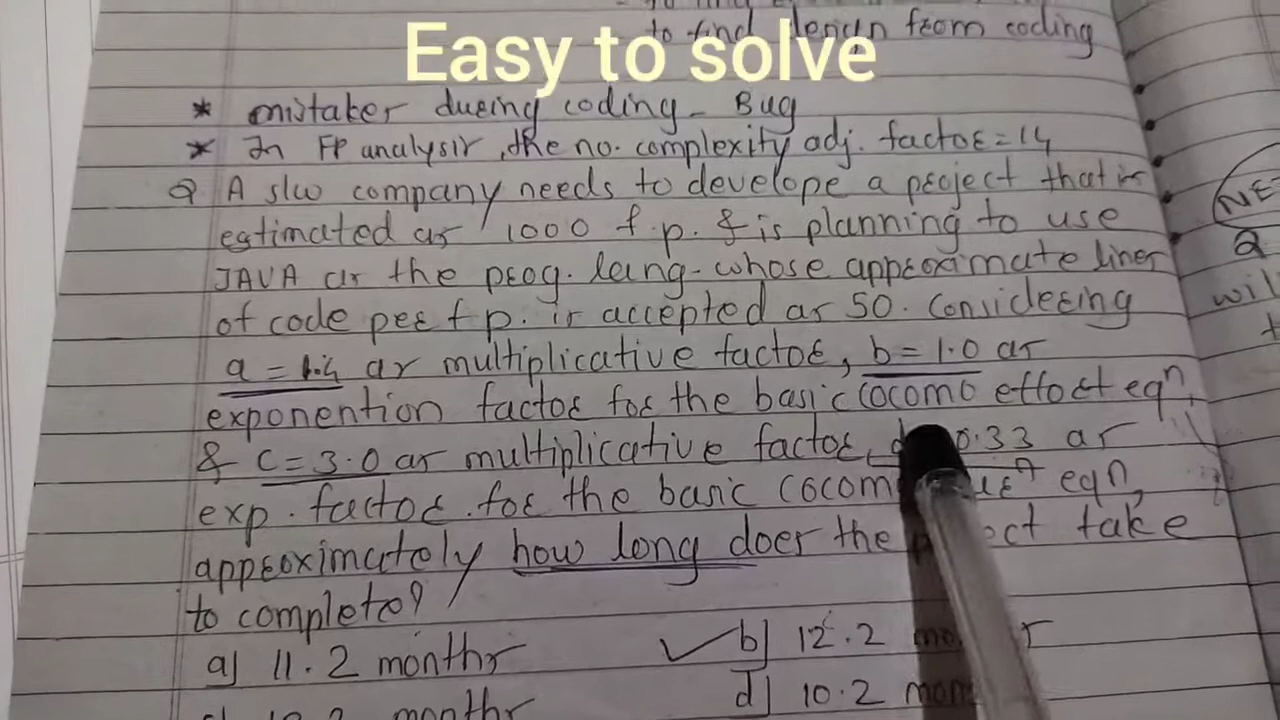 to find design from coding
Easy to solve
* mistakes during coding - Bug
* In FP analysis, the no. complexity adj. factor = 14
Q A s/w company needs to develope a project that is
estimated as 1000 f.p. & is planning to use
JAVA as the prog. lang. whose approximate lines
of code per f p. is accepted as 50. Considering
a = 1.4 as multiplicative factor, b = 1.0 as
exponention factor for the basic COCOMO effort eqn,
& C = 3.0 as multiplicative factor, 0.33 as
exp. factor for the basic eqn,
approximately how long does the take
to complete?
a) 11.2 months b) 12.2
d) 10.2
months
NE
Q
wil